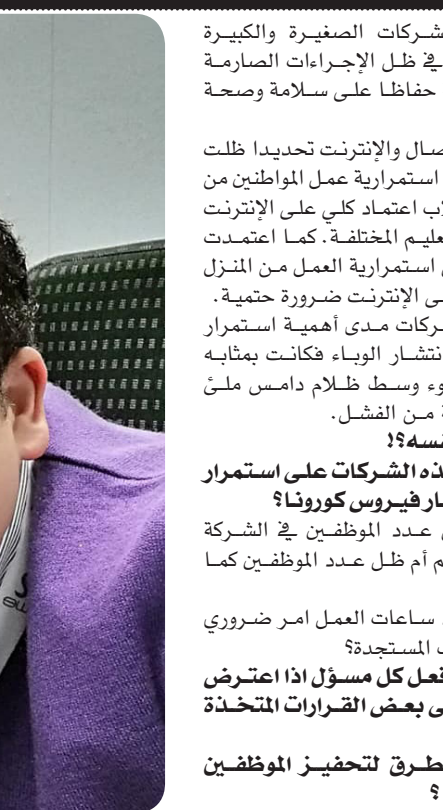 شركات الصغيرة والكبيرة
في ظل الإجراءات الصارمة
حفاظا على سلامة وصحة
صال والإنترنت تحديدا ظلت
استمرارية عمل المواطنين من
لاب اعتماد كلي على الإنترنت
عليم المختلفة. كما اعتمدت
استمرارية العمل من المنزل
ى الإنترنت ضرورة حتمية.
ركات مدى أهمية استمرار
نتشار الوباء فكانت بمثابه
وء وسط ظلام دامس ملئ
من الفشل.
نسه؟!
ذه الشركات على استمرار
ار فيروس كورونا؟
عدد الموظفين في الشركة
م أم ظل عدد الموظفين كما
ساعات العمل امر ضروري
المستجدة؟
فعل كل مسؤل اذا اعترض
ى بعض القرارات المتخذة
طرق لتحفيز الموظفين
؟